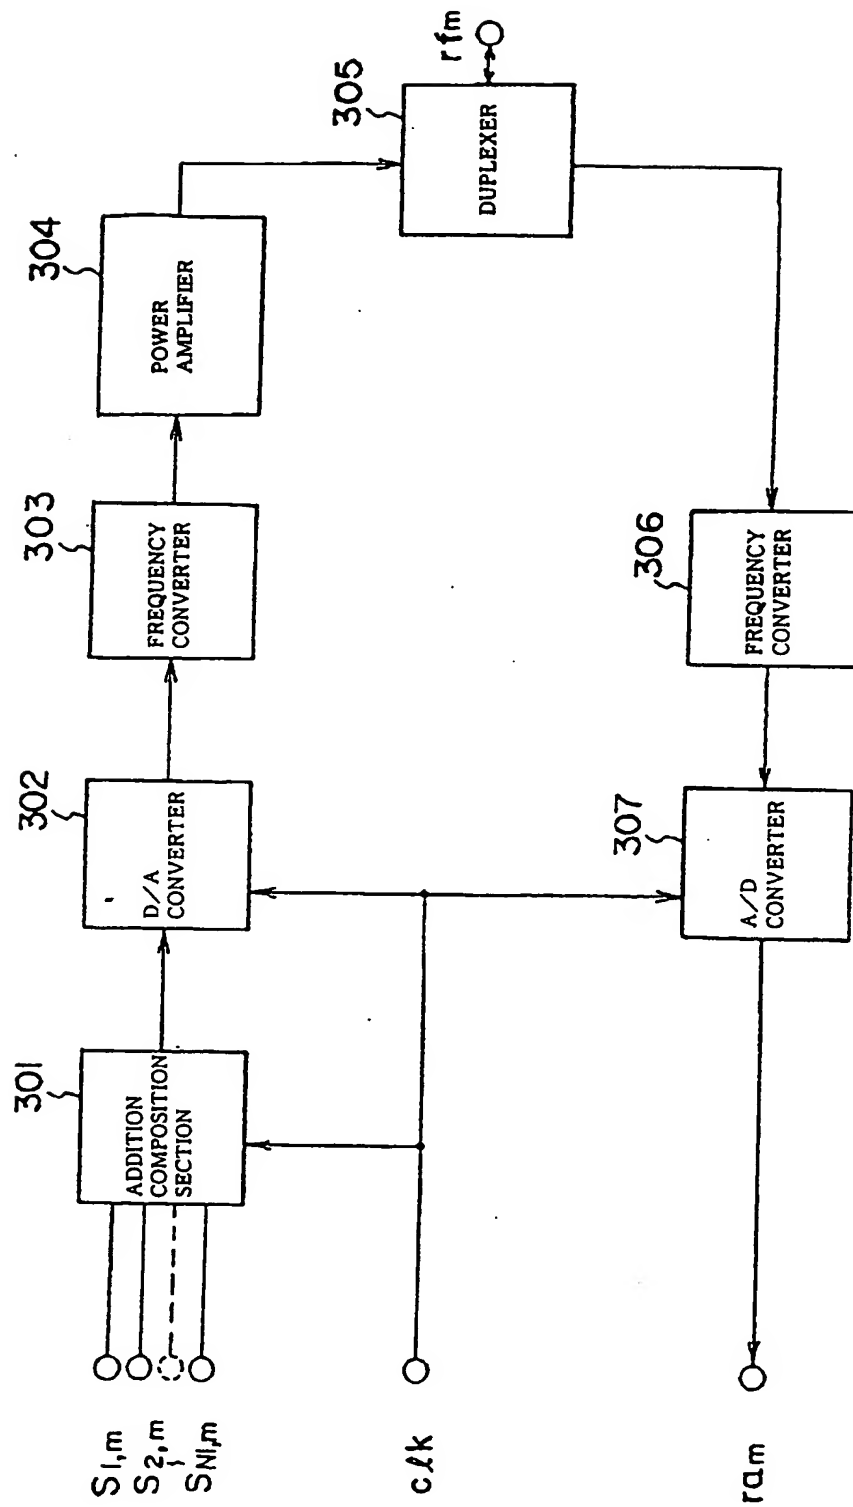 S1,m
S2,m
SN1,m
clk
ram
301
ADDITION
COMPOSITION
SECTION
302
D/A
CONVERTER
303
FREQUENCY
CONVERTER
304
POWER
AMPLIFIER
305
DUPLEXER
rfm
306
FREQUENCY
CONVERTER
307
A/D
CONVERTER